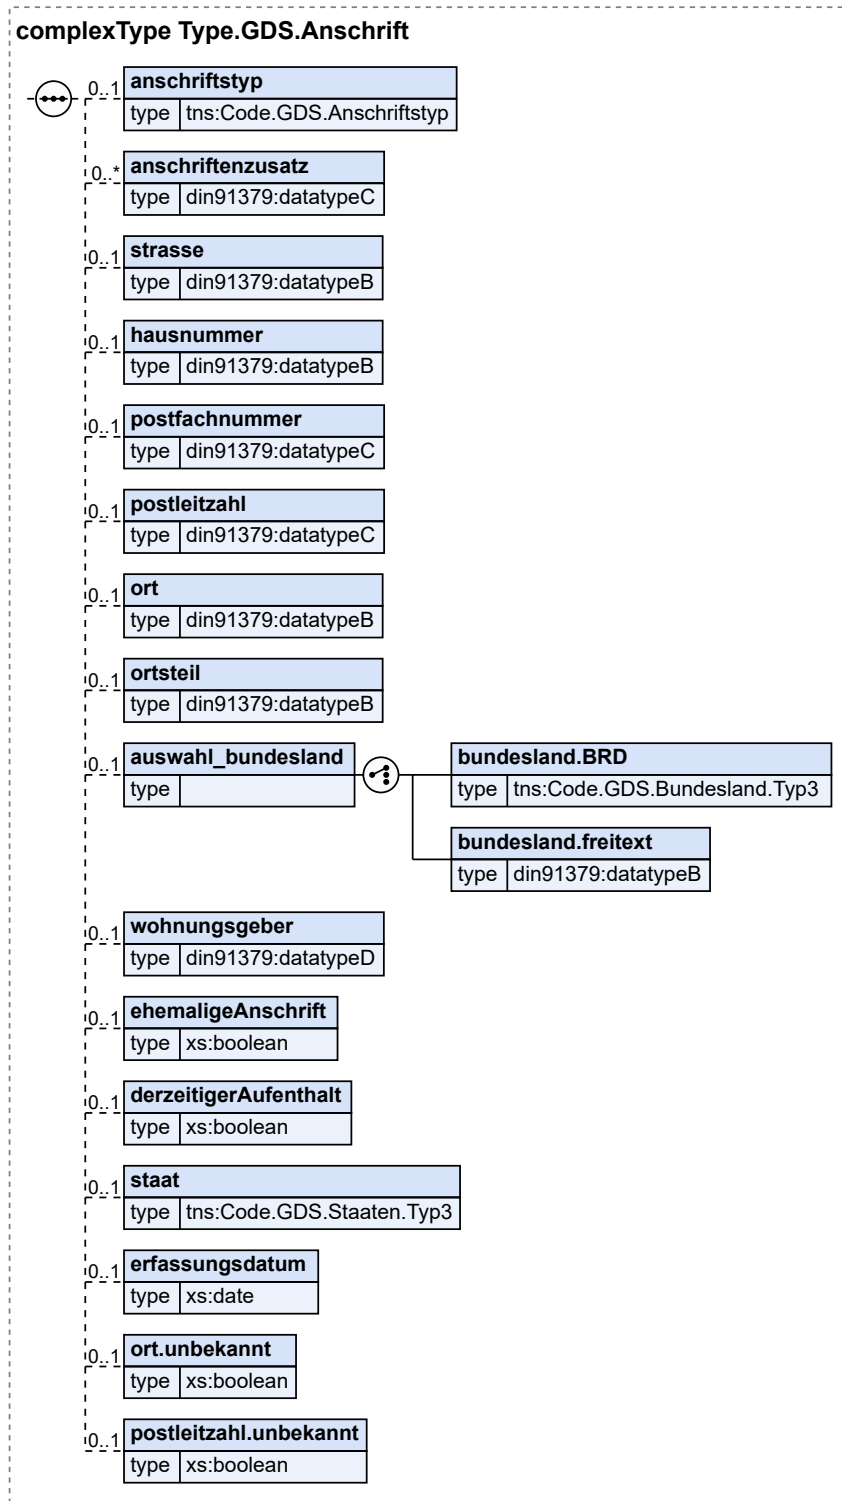 complexType Type.GDS.Anschrift
0..1 anschriftstyp
type tns:Code.GDS.Anschriftstyp
0..* anschriftenzusatz
type din91379:datatypeC
0..1 strasse
type din91379:datatypeB
0..1 hausnummer
type din91379:datatypeB
0..1 postfachnummer
type din91379:datatypeC
0..1 postleitzahl
type din91379:datatypeC
0..1 ort
type din91379:datatypeB
0..1 ortsteil
type din91379:datatypeB
0..1 auswahl_bundesland
type
bundesland.BRD
type tns:Code.GDS.Bundesland.Typ3
bundesland.freitext
type din91379:datatypeB
0..1 wohnungsgeber
type din91379:datatypeD
0..1 ehemaligeAnschrift
type xs:boolean
0..1 derzeitigerAufenthalt
type xs:boolean
0..1 staat
type tns:Code.GDS.Staaten.Typ3
0..1 erfassungsdatum
type xs:date
0..1 ort.unbekannt
type xs:boolean
0..1 postleitzahl.unbekannt
type xs:boolean